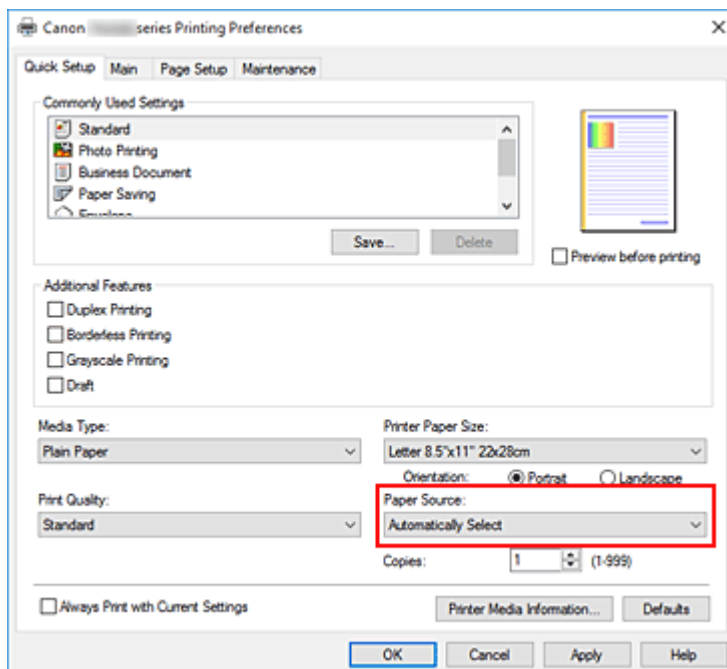 Canon series Printing Preferences
Quick Setup Main Page Setup Maintenance
Commonly Used Settings
Standard
Photo Printing
Business Document
Paper Saving
Envelope
Save... Delete
Preview before printing
Additional Features
Duplex Printing
Borderless Printing
Grayscale Printing
Draft
Media Type: Printer Paper Size:
Plain Paper Letter 8.5"x11" 22x28cm
Orientation: Portrait Landscape
Print Quality: Paper Source:
Standard Automatically Select
Copies: 1 (1-999)
Always Print with Current Settings Printer Media Information... Defaults
OK Cancel Apply Help